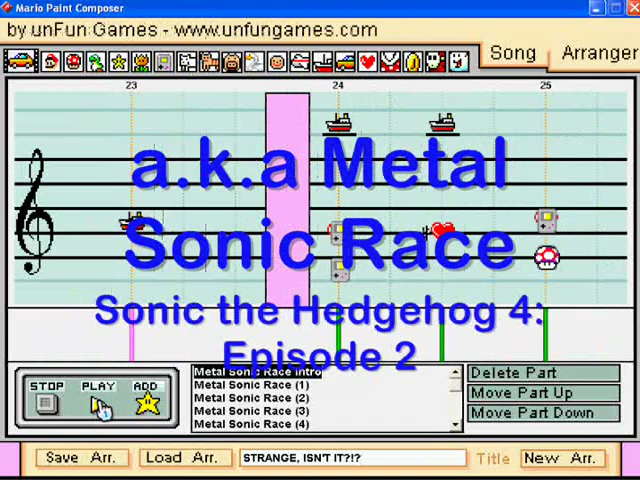 Mario Paint Composer
by unFun Games - www.unfungames.com
Song
Arranger
23
24
25
a.k.a Metal
Sonic Race
Sonic the Hedgehog 4:
Episode 2
STOP
PLAY
ADD
Metal Sonic Race Intro
Metal Sonic Race (1)
Metal Sonic Race (2)
Metal Sonic Race (3)
Metal Sonic Race (4)
Delete Part
Move Part Up
Move Part Down
Save Arr.
Load Arr.
STRANGE, ISN'T IT?!?
Title
New Arr.